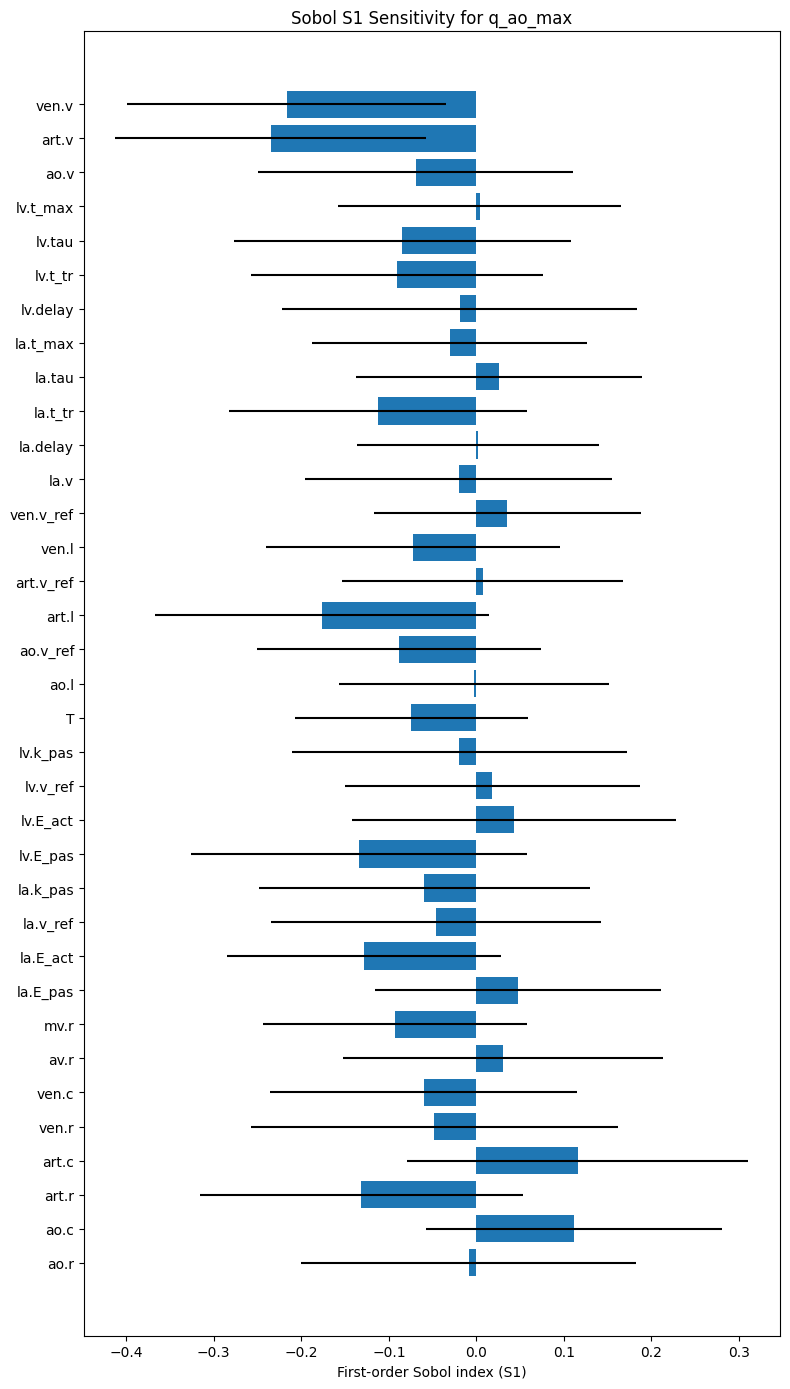 Sobol S1 Sensitivity for q_ao_max
ven.v
art.v
ao.v
lv.t_max
lv.tau
lv.t_tr
lv.delay
la.t_max
la.tau
la.t_tr
la.delay
la.v
ven.v_ref
ven.l
art.v_ref
art.l
ao.v_ref
ao.l
T
lv.k_pas
lv.v_ref
lv.E_act
lv.E_pas
la.k_pas
la.v_ref
la.E_act
la.E_pas
mv.r
av.r
ven.c
ven.r
art.c
art.r
ao.c
ao.r
−0.4 −0.3 −0.2 −0.1 0.0 0.1 0.2 0.3
First-order Sobol index (S1)